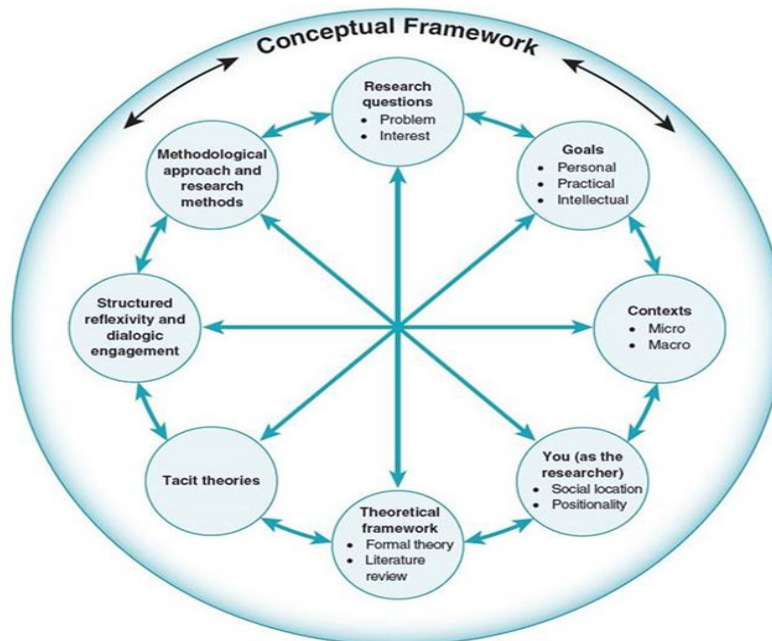 Conceptual Framework
Research
questions
• Problem
• Interest
Goals
• Personal
• Practical
• Intellectual
Contexts
• Micro
• Macro
You (as the
researcher)
• Social location
• Positionality
Theoretical
framework
• Formal theory
• Literature
review
Tacit theories
Structured
reflexivity and
dialogic
engagement
Methodological
approach and
research
methods